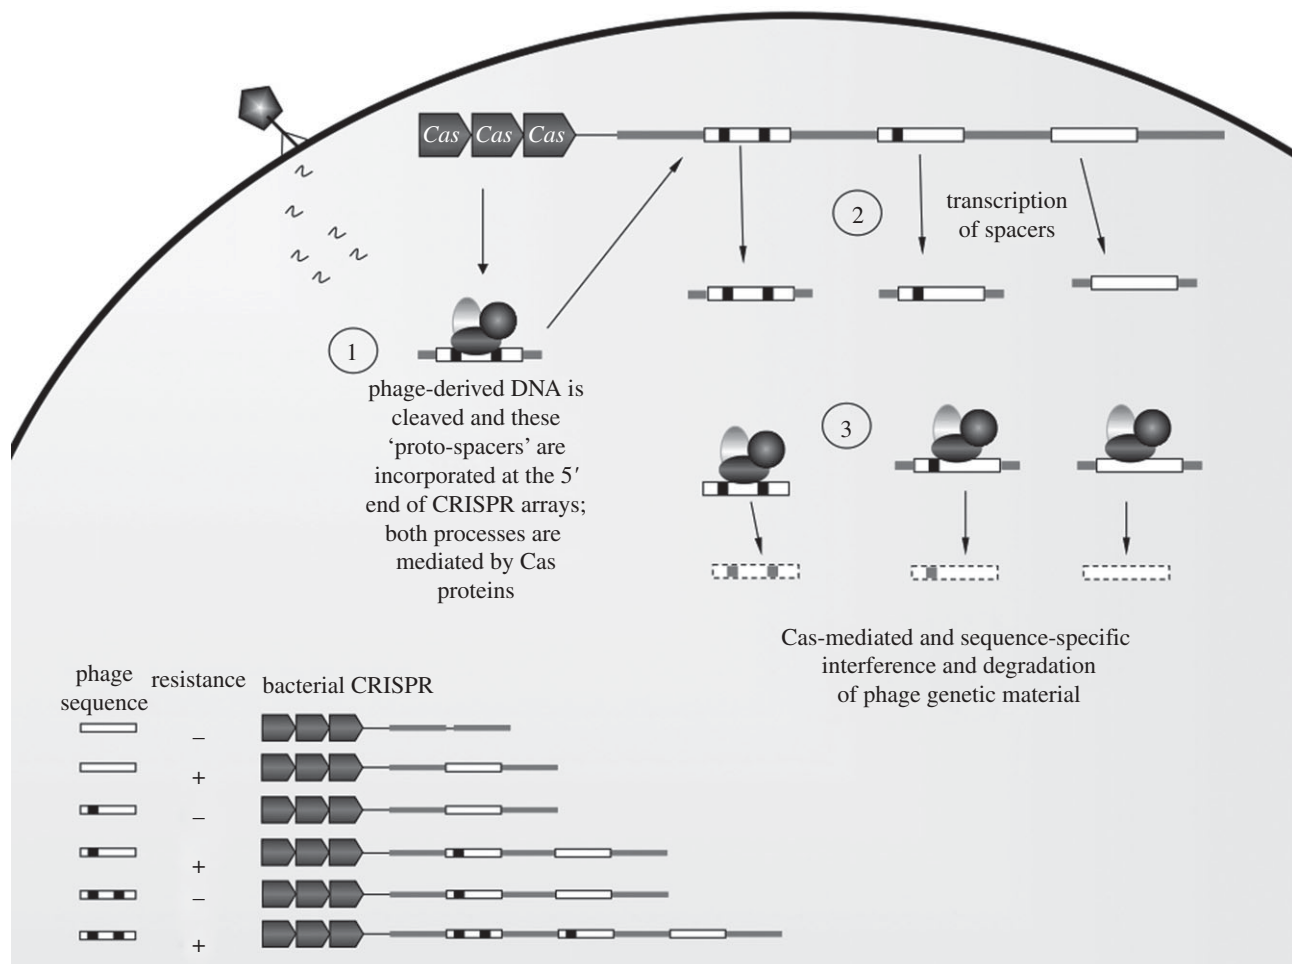 Cas Cas Cas
2
transcription
of spacers
1
phage-derived DNA is
cleaved and these
‘proto-spacers’ are
incorporated at the 5′
end of CRISPR arrays;
both processes are
mediated by Cas
proteins
3
Cas-mediated and sequence-specific
interference and degradation
of phage genetic material
phage
sequence
resistance
bacterial CRISPR
–
+
–
+
–
+